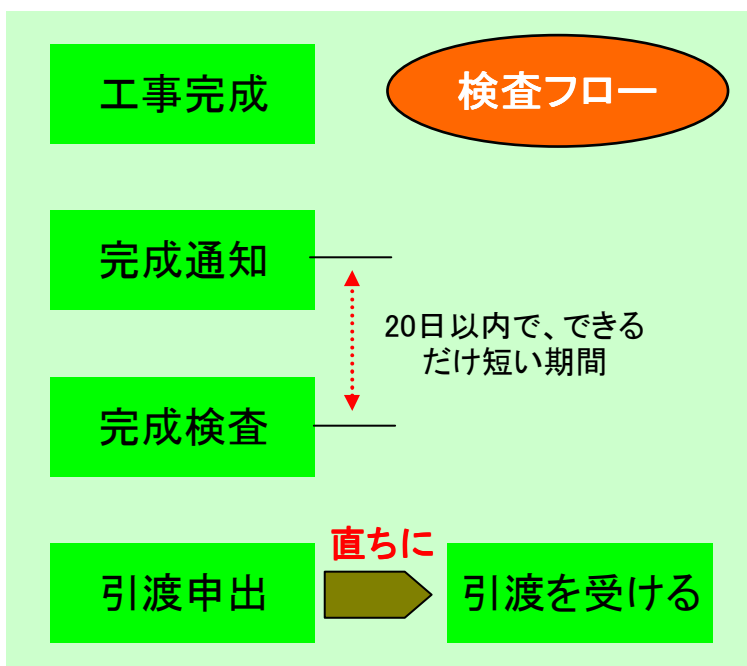 工事完成
検査フロー
完成通知
20日以内で、できる
だけ短い期間
完成検査
直ちに
引渡申出
引渡を受ける